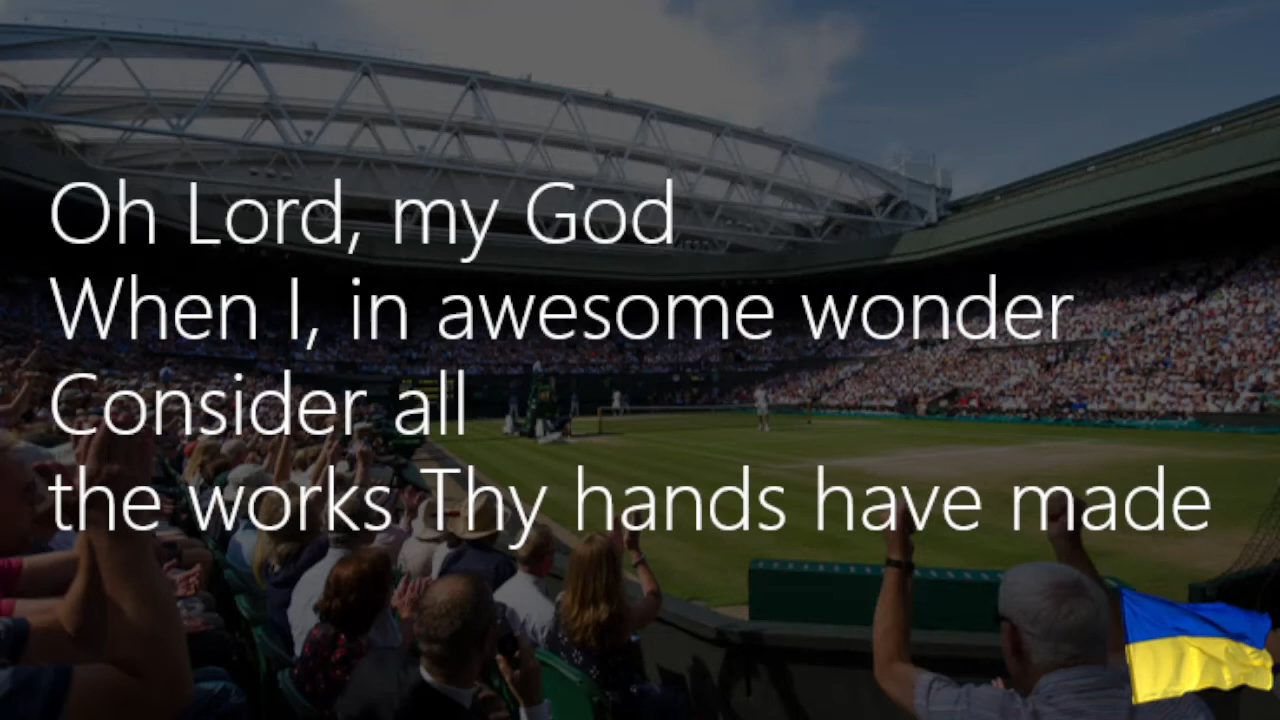 Oh Lord, my God
When I, in awesome wonder
Consider all
the works Thy hands have made